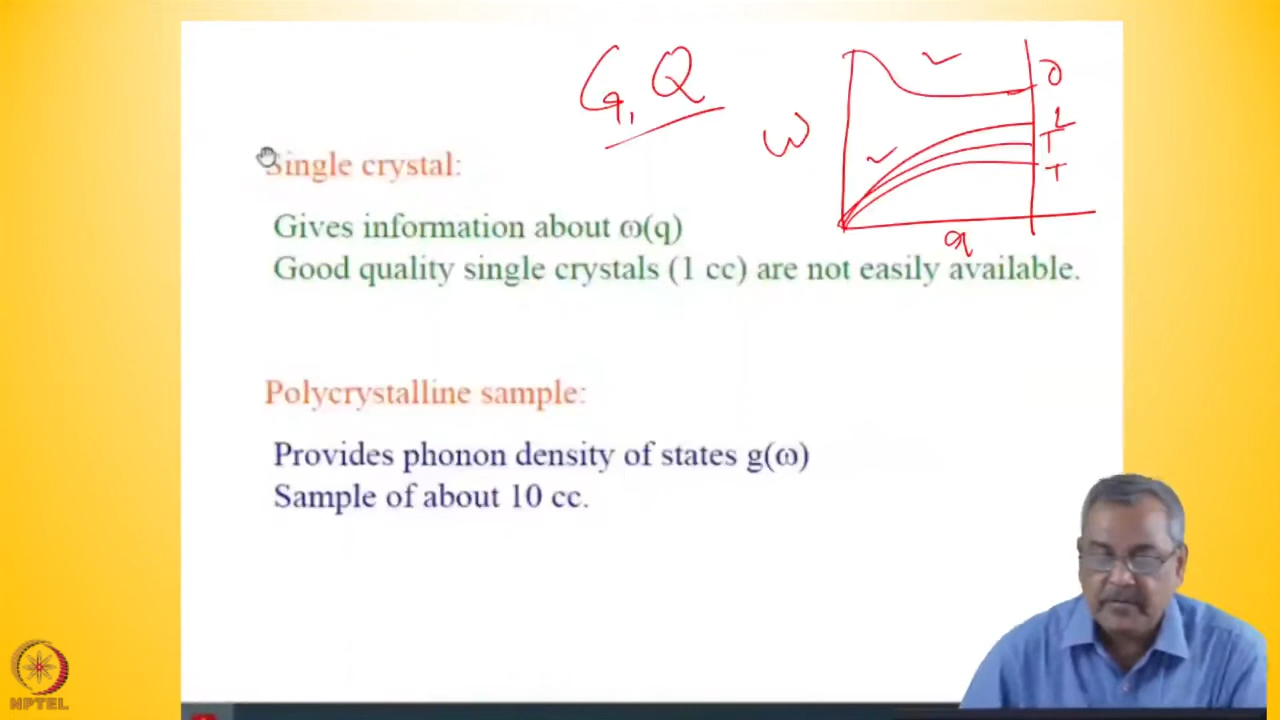 G, Q
ω
O
L
T
T
q
Single crystal:
Gives information about ω(q)
Good quality single crystals (1 cc) are not easily available.
Polycrystalline sample:
Provides phonon density of states g(ω)
Sample of about 10 cc.
NPTEL